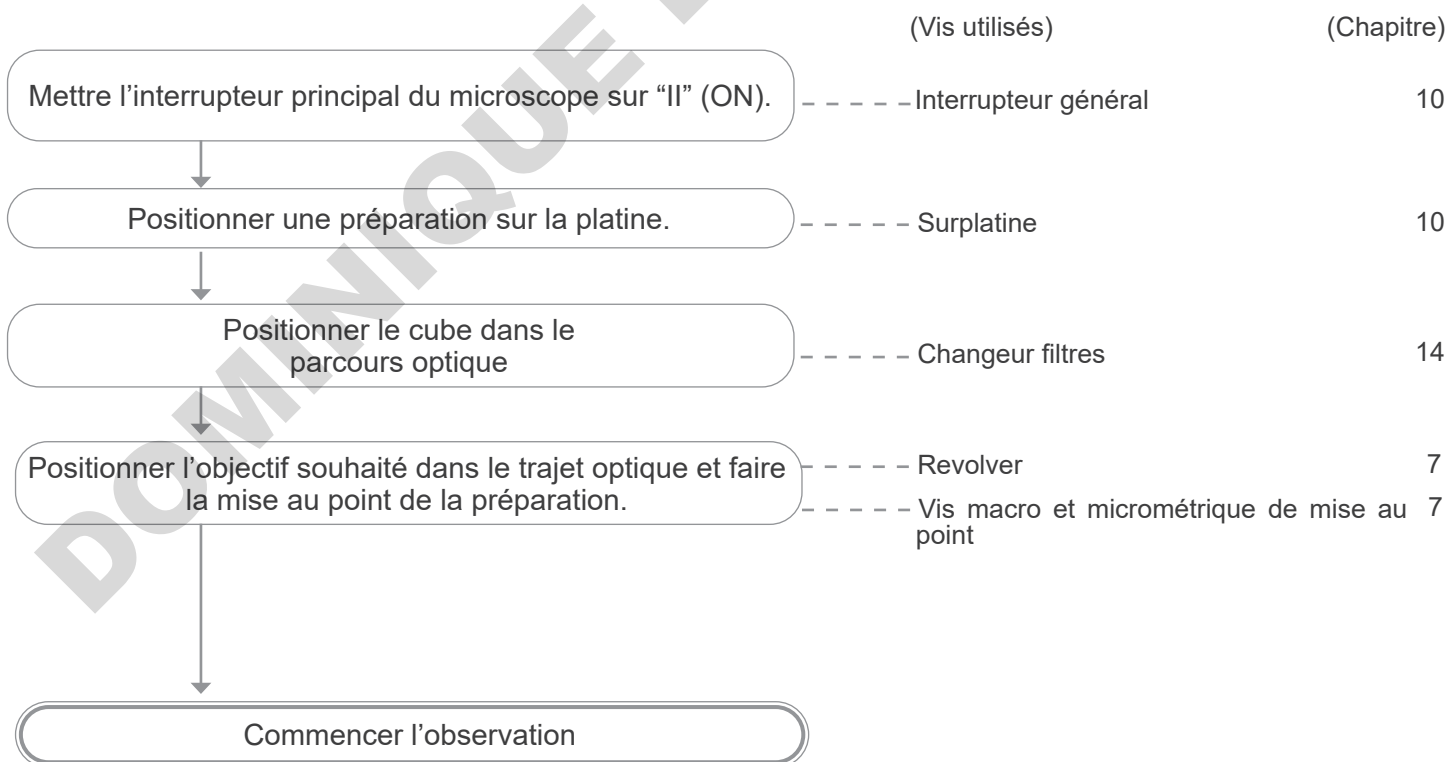 (Vis utilisés) (Chapitre)
Mettre l’interrupteur principal du microscope sur “II” (ON).
Interrupteur général 10
Positionner une préparation sur la platine.
Surplatine 10
Positionner le cube dans le
parcours optique
Changeur filtres 14
Positionner l’objectif souhaité dans le trajet optique et faire
la mise au point de la préparation.
Revolver 7
Vis macro et micrométrique de mise au 7
point
Commencer l’observation
DOMINIQUE